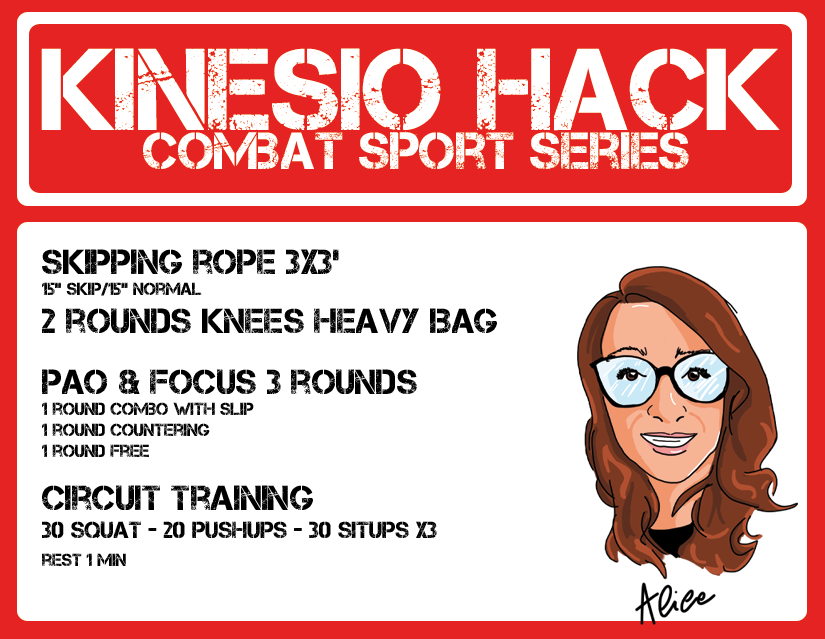 KINESIO HACK
COMBAT SPORT SERIES
SKIPPING ROPE 3X3'
15" SKIP/15" NORMAL
2 ROUNDS KNEES HEAVY BAG
PAO & FOCUS 3 ROUNDS
1 ROUND COMBO WITH SLIP
1 ROUND COUNTERING
1 ROUND FREE
CIRCUIT TRAINING
30 SQUAT - 20 PUSHUPS - 30 SITUPS X3
REST 1 MIN
Alice